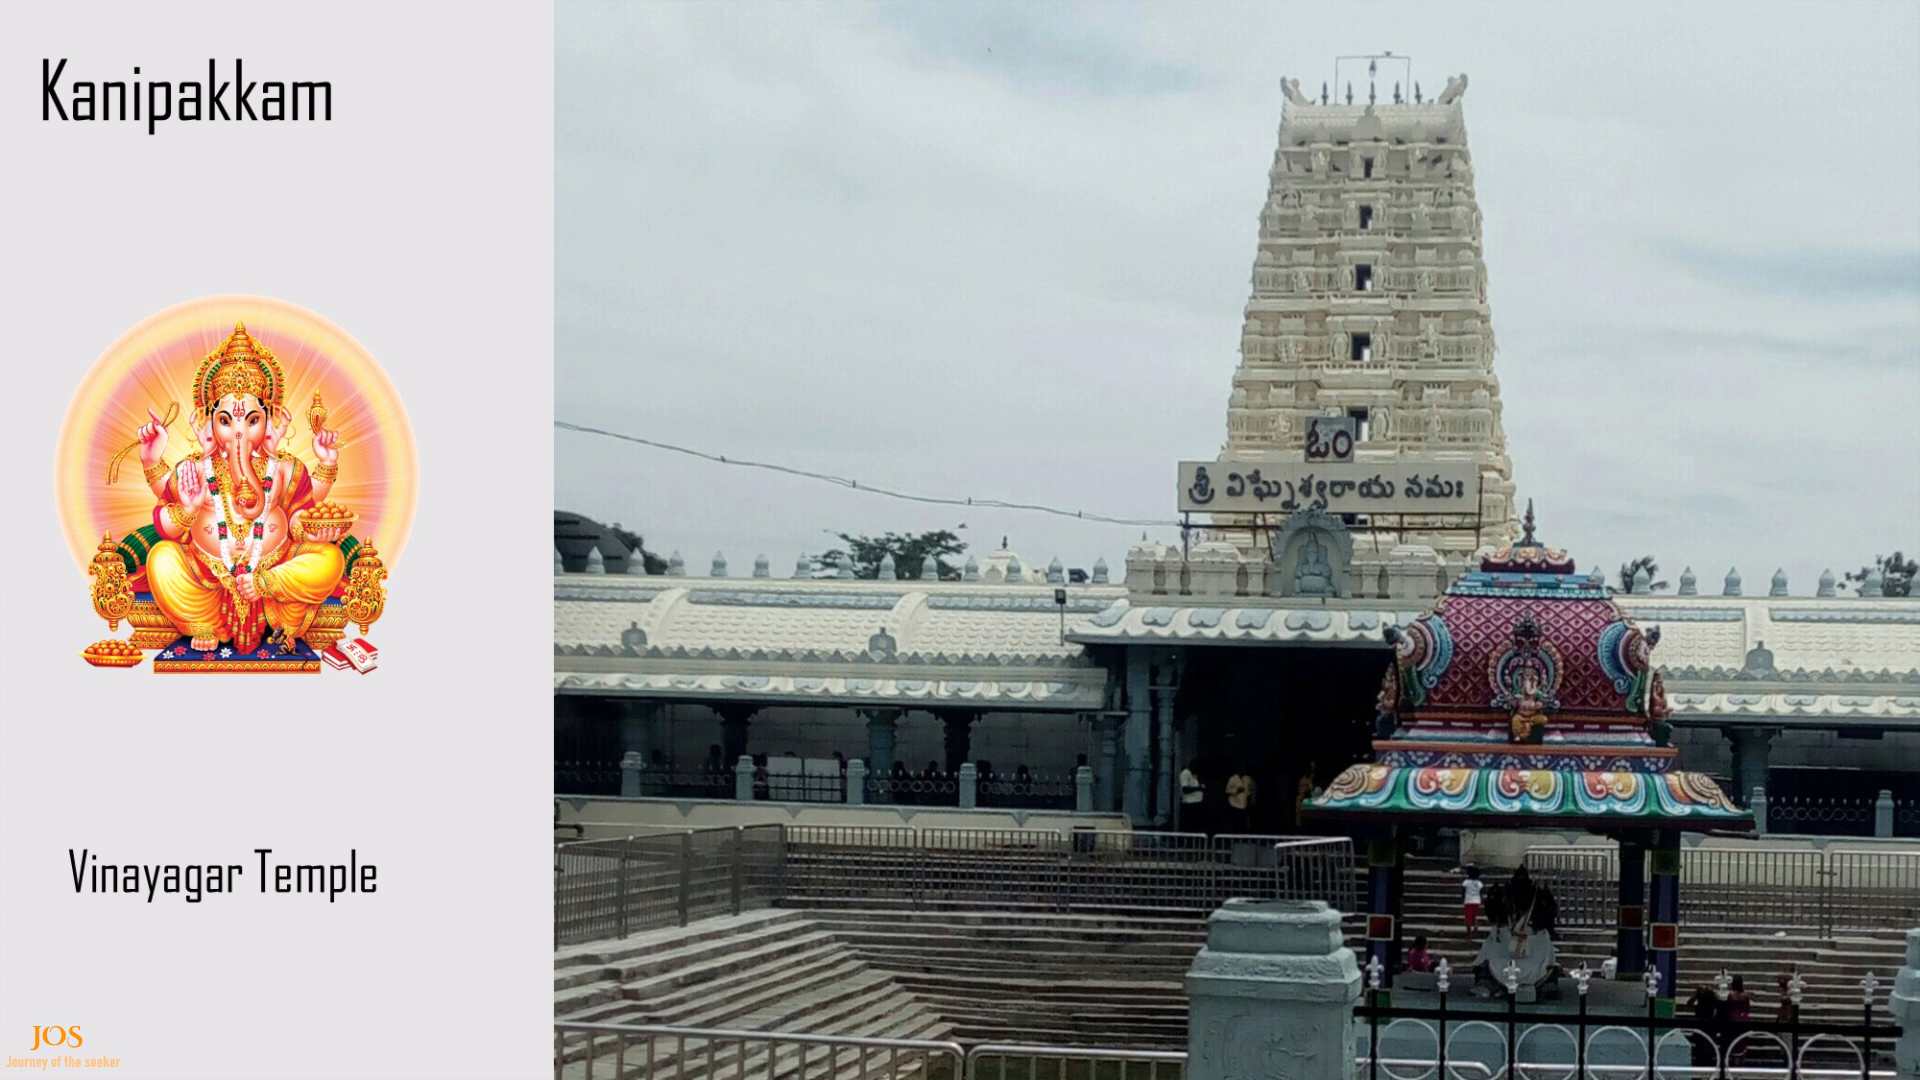 Kanipakkam
Vinayagar Temple
JOS
Journey of the seeker
ఓం
శ్రీ విఘ్నేశ్వరాయ నమః